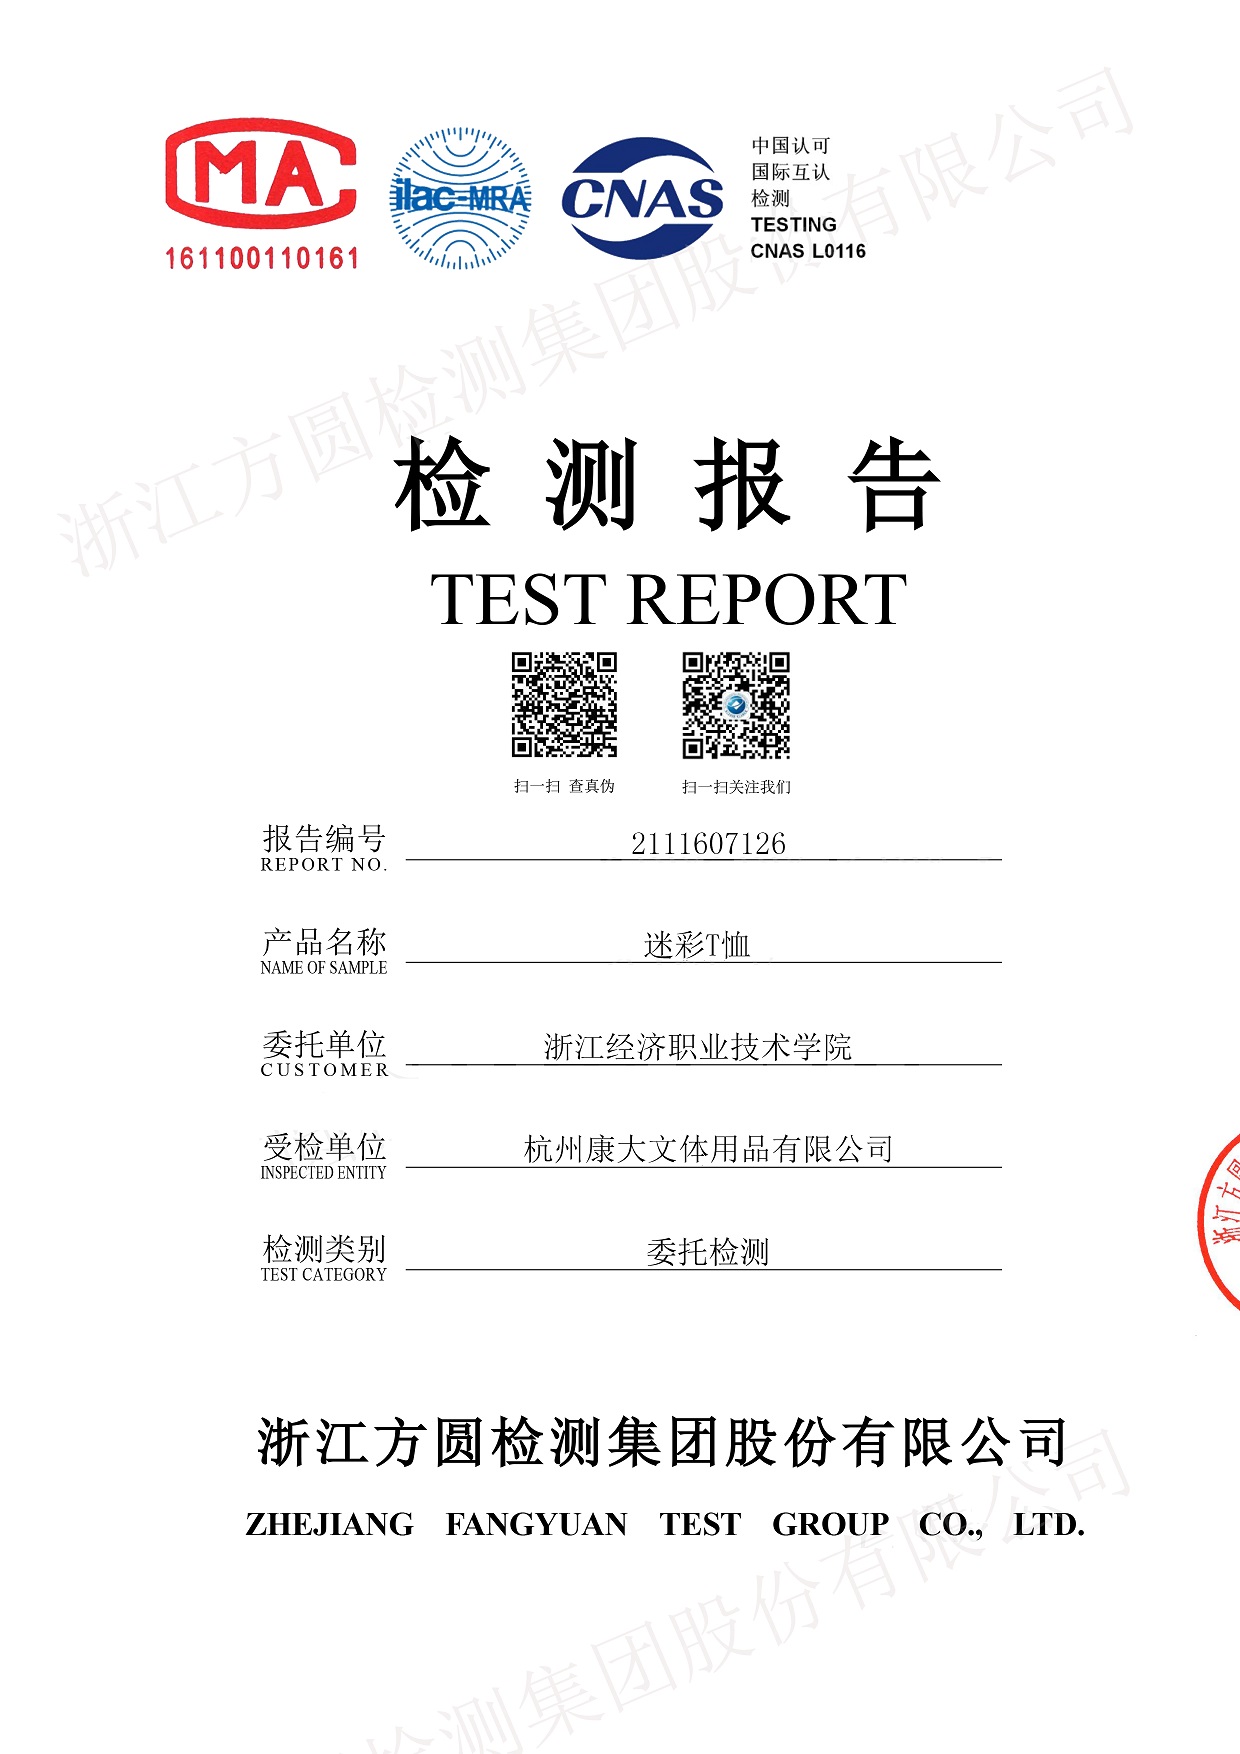 MA
161100110161
ilac-MRA
CNAS
中国认可
国际互认
检测
TESTING
CNAS L0116
检测报告
TEST REPORT
扫一扫 查真伪
扫一扫关注我们
报告编号
REPORT NO.
2111607126
产品名称
NAME OF SAMPLE
迷彩T恤
委托单位
CUSTOMER
浙江经济职业技术学院
受检单位
INSPECTED ENTITY
杭州康大文体用品有限公司
检测类别
TEST CATEGORY
委托检测
浙江方圆
浙江方圆检测集团股份有限公司
ZHEJIANG FANGYUAN TEST GROUP CO., LTD.
浙江方圆检测集团股份有限公司
检测集团股份有限公司